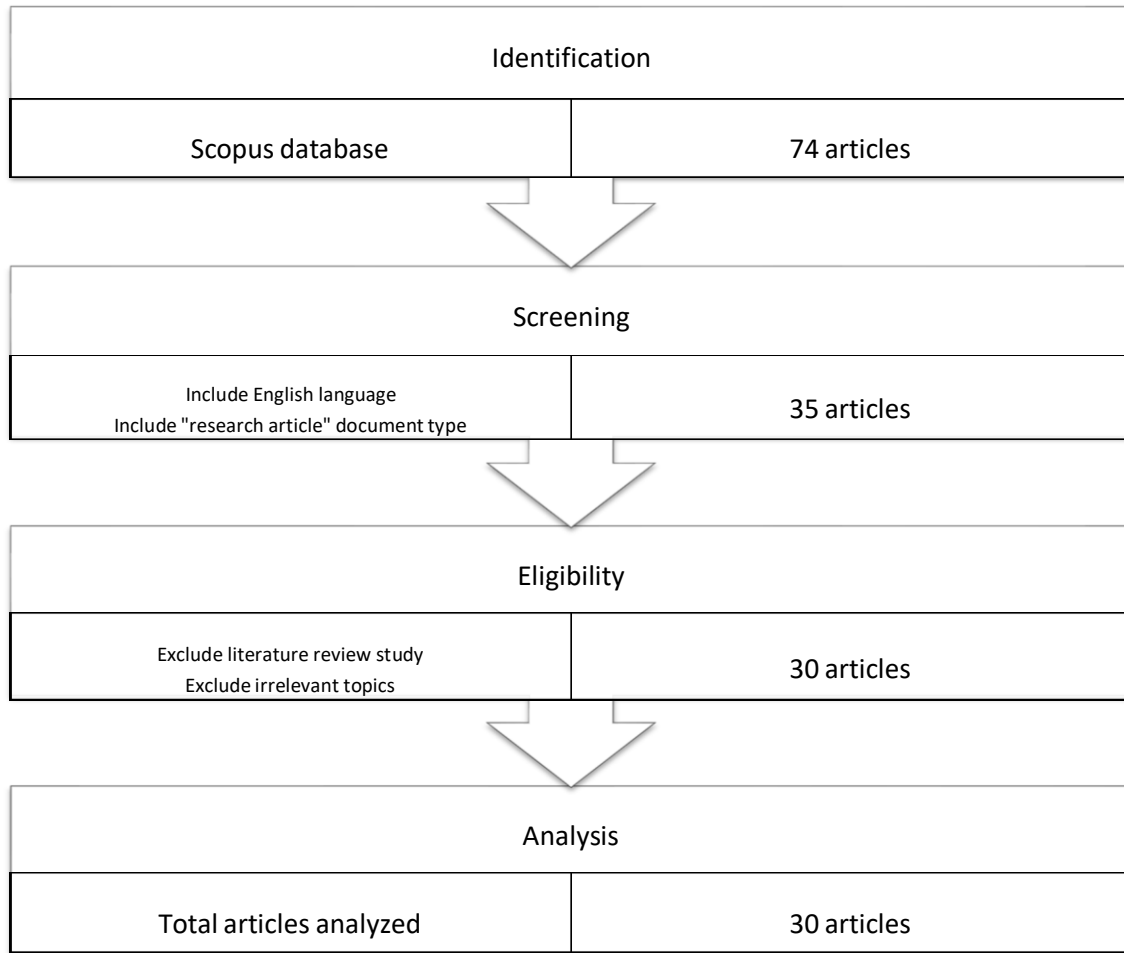 Identification
Scopus database
74 articles
Screening
Include English language
Include "research article" document type
35 articles
Eligibility
Exclude literature review study
Exclude irrelevant topics
30 articles
Analysis
Total articles analyzed
30 articles